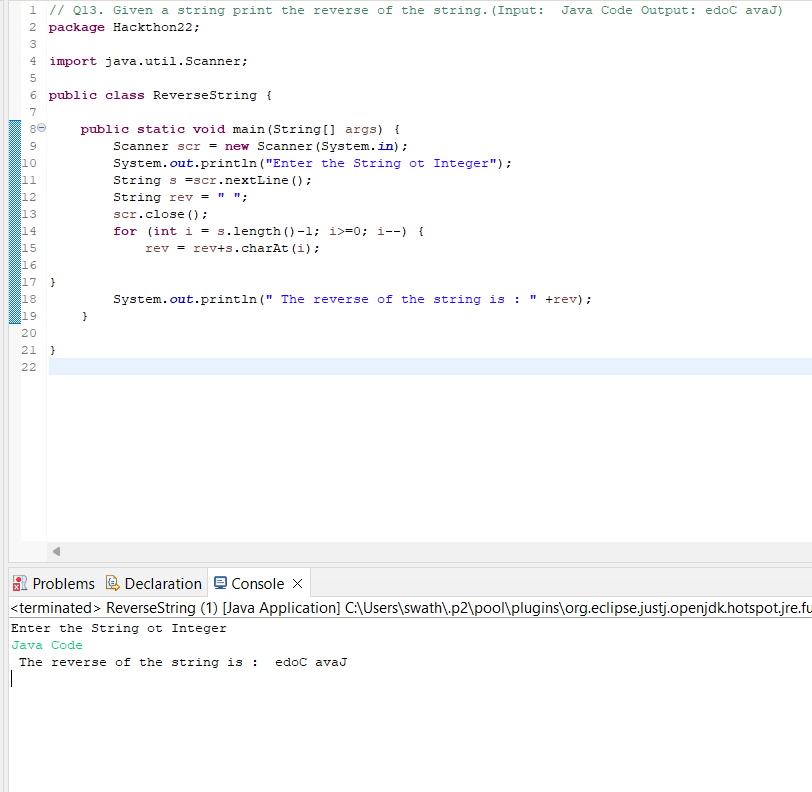 1 // Q13. Given a string print the reverse of the string.(Input:  Java Code Output: edoC avaJ)
2 package Hackthon22;
3
4 import java.util.Scanner;
5
6 public class ReverseString {
7
8     public static void main(String[] args) {
9         Scanner scr = new Scanner(System.in);
10         System.out.println("Enter the String ot Integer");
11         String s =scr.nextLine();
12         String rev = " ";
13         scr.close();
14         for (int i = s.length()-1; i>=0; i--) {
15             rev = rev+s.charAt(i);
16
17 }
18         System.out.println(" The reverse of the string is : " +rev);
19     }
20
21 }
22
Problems Declaration Console
<terminated> ReverseString (1) [Java Application] C:\Users\swath\.p2\pool\plugins\org.eclipse.justj.openjdk.hotspot.jre.fu
Enter the String ot Integer
Java Code
 The reverse of the string is :  edoC avaJ